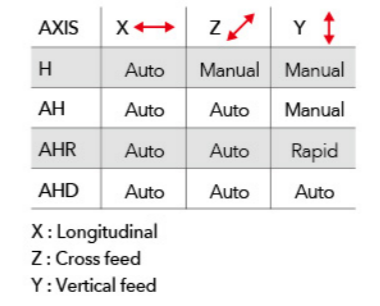 AXIS X Z Y
H Auto Manual Manual
AH Auto Auto Manual
AHR Auto Auto Rapid
AHD Auto Auto Auto
X : Longitudinal
Z : Cross feed
Y : Vertical feed